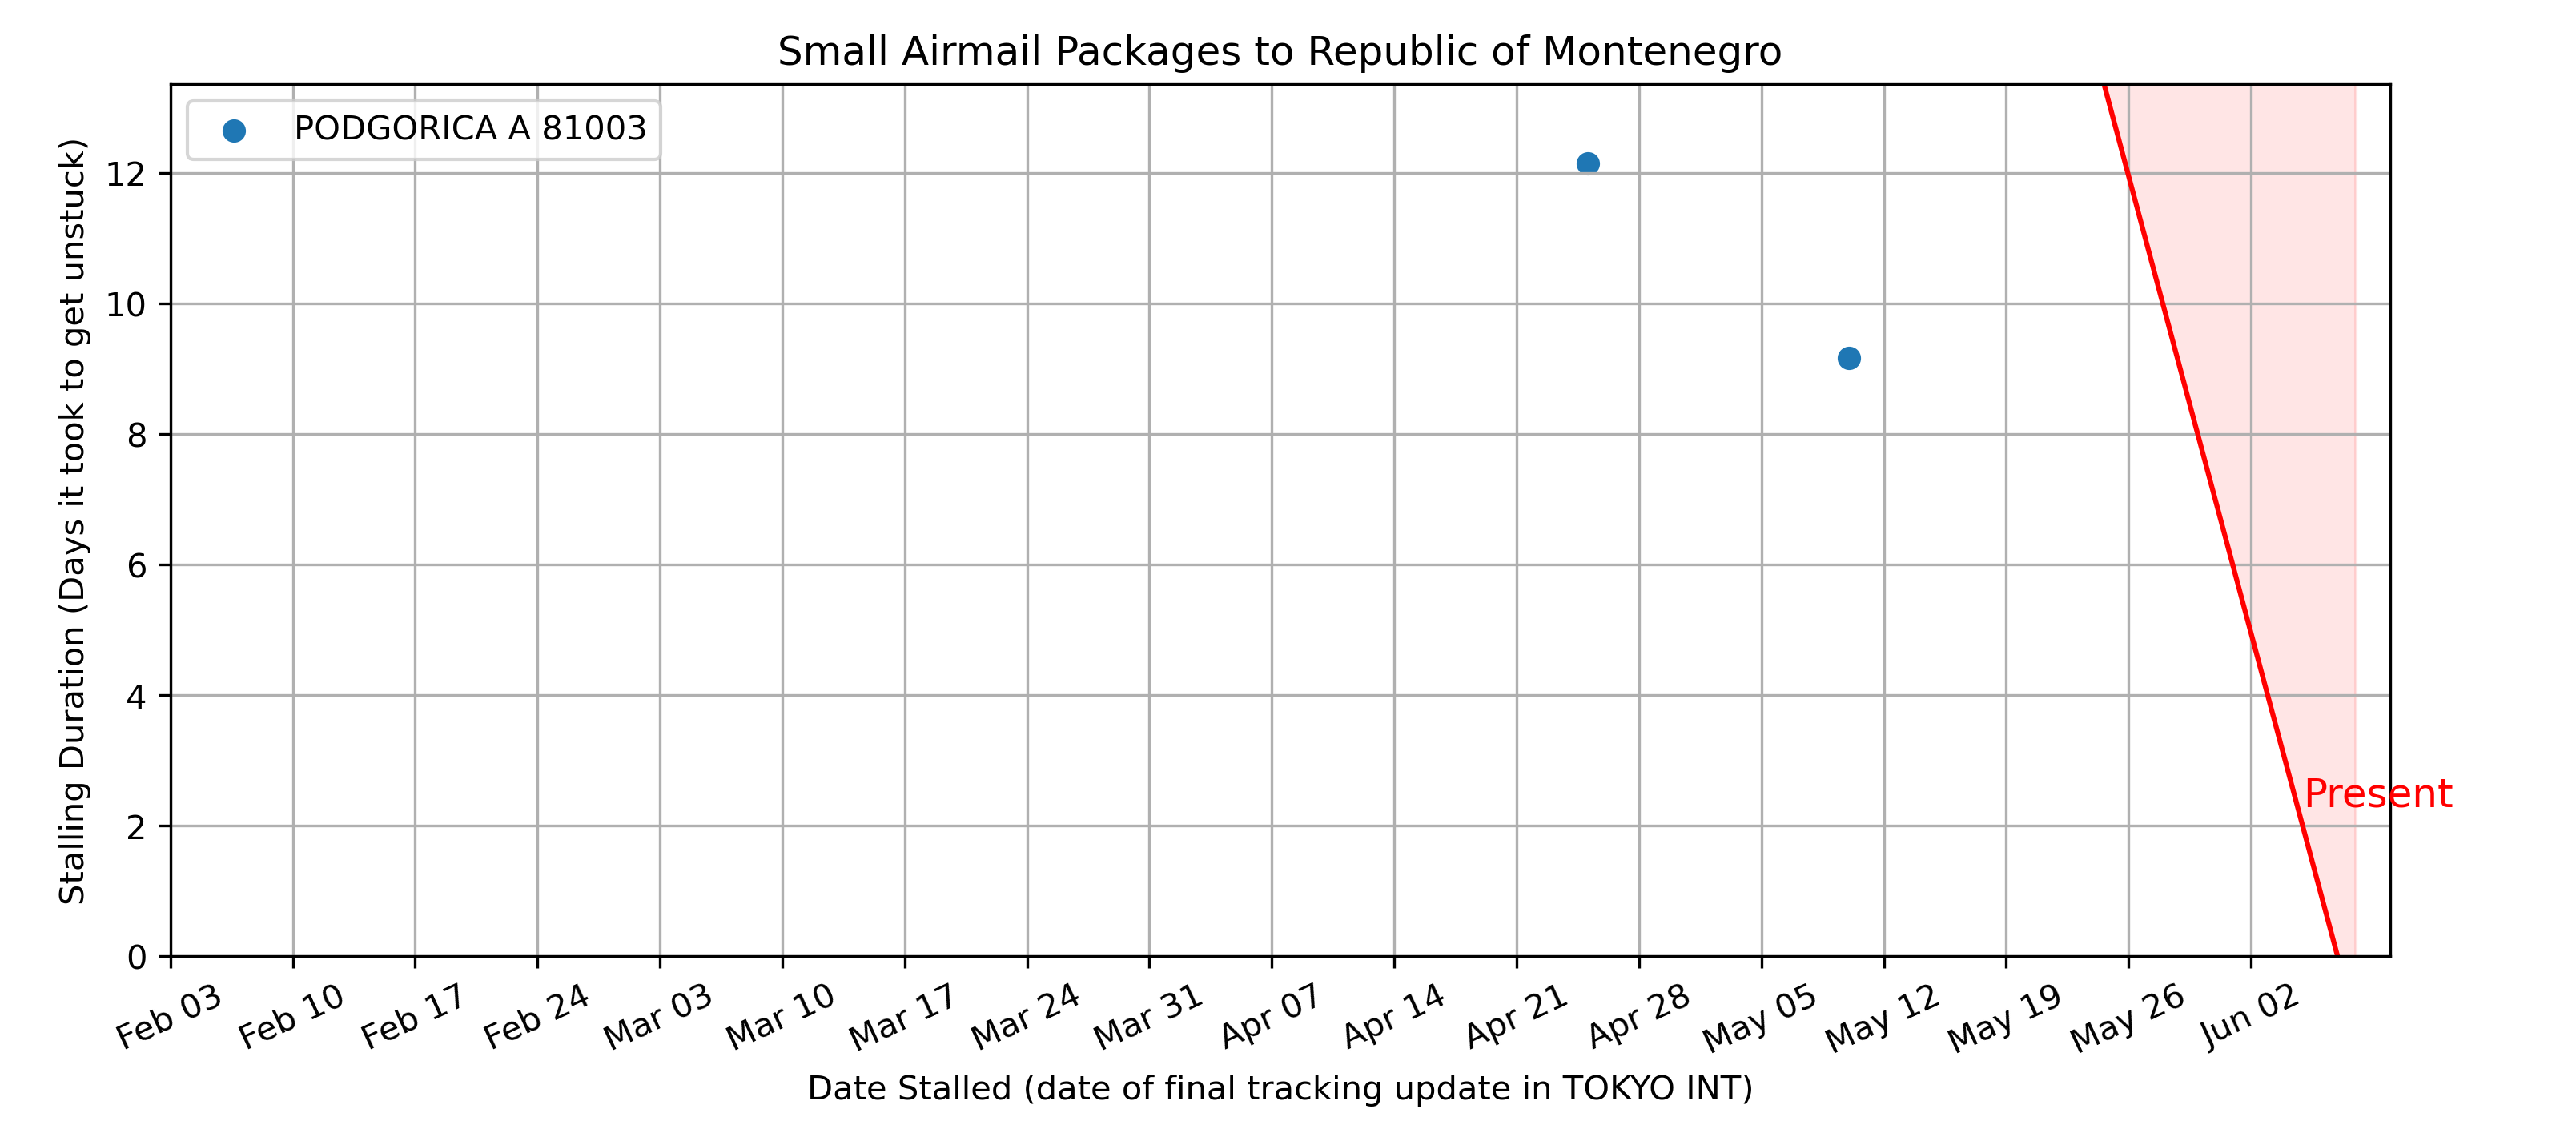 Small Airmail Packages to Republic of Montenegro
PODGORICA A 81003
Stalling Duration (Days it took to get unstuck)
12
10
8
6
4
2
0
Present
Feb 03 Feb 10 Feb 17 Feb 24 Mar 03 Mar 10 Mar 17 Mar 24 Mar 31 Apr 07 Apr 14 Apr 21 Apr 28 May 05 May 12 May 19 May 26 Jun 02
Date Stalled (date of final tracking update in TOKYO INT)